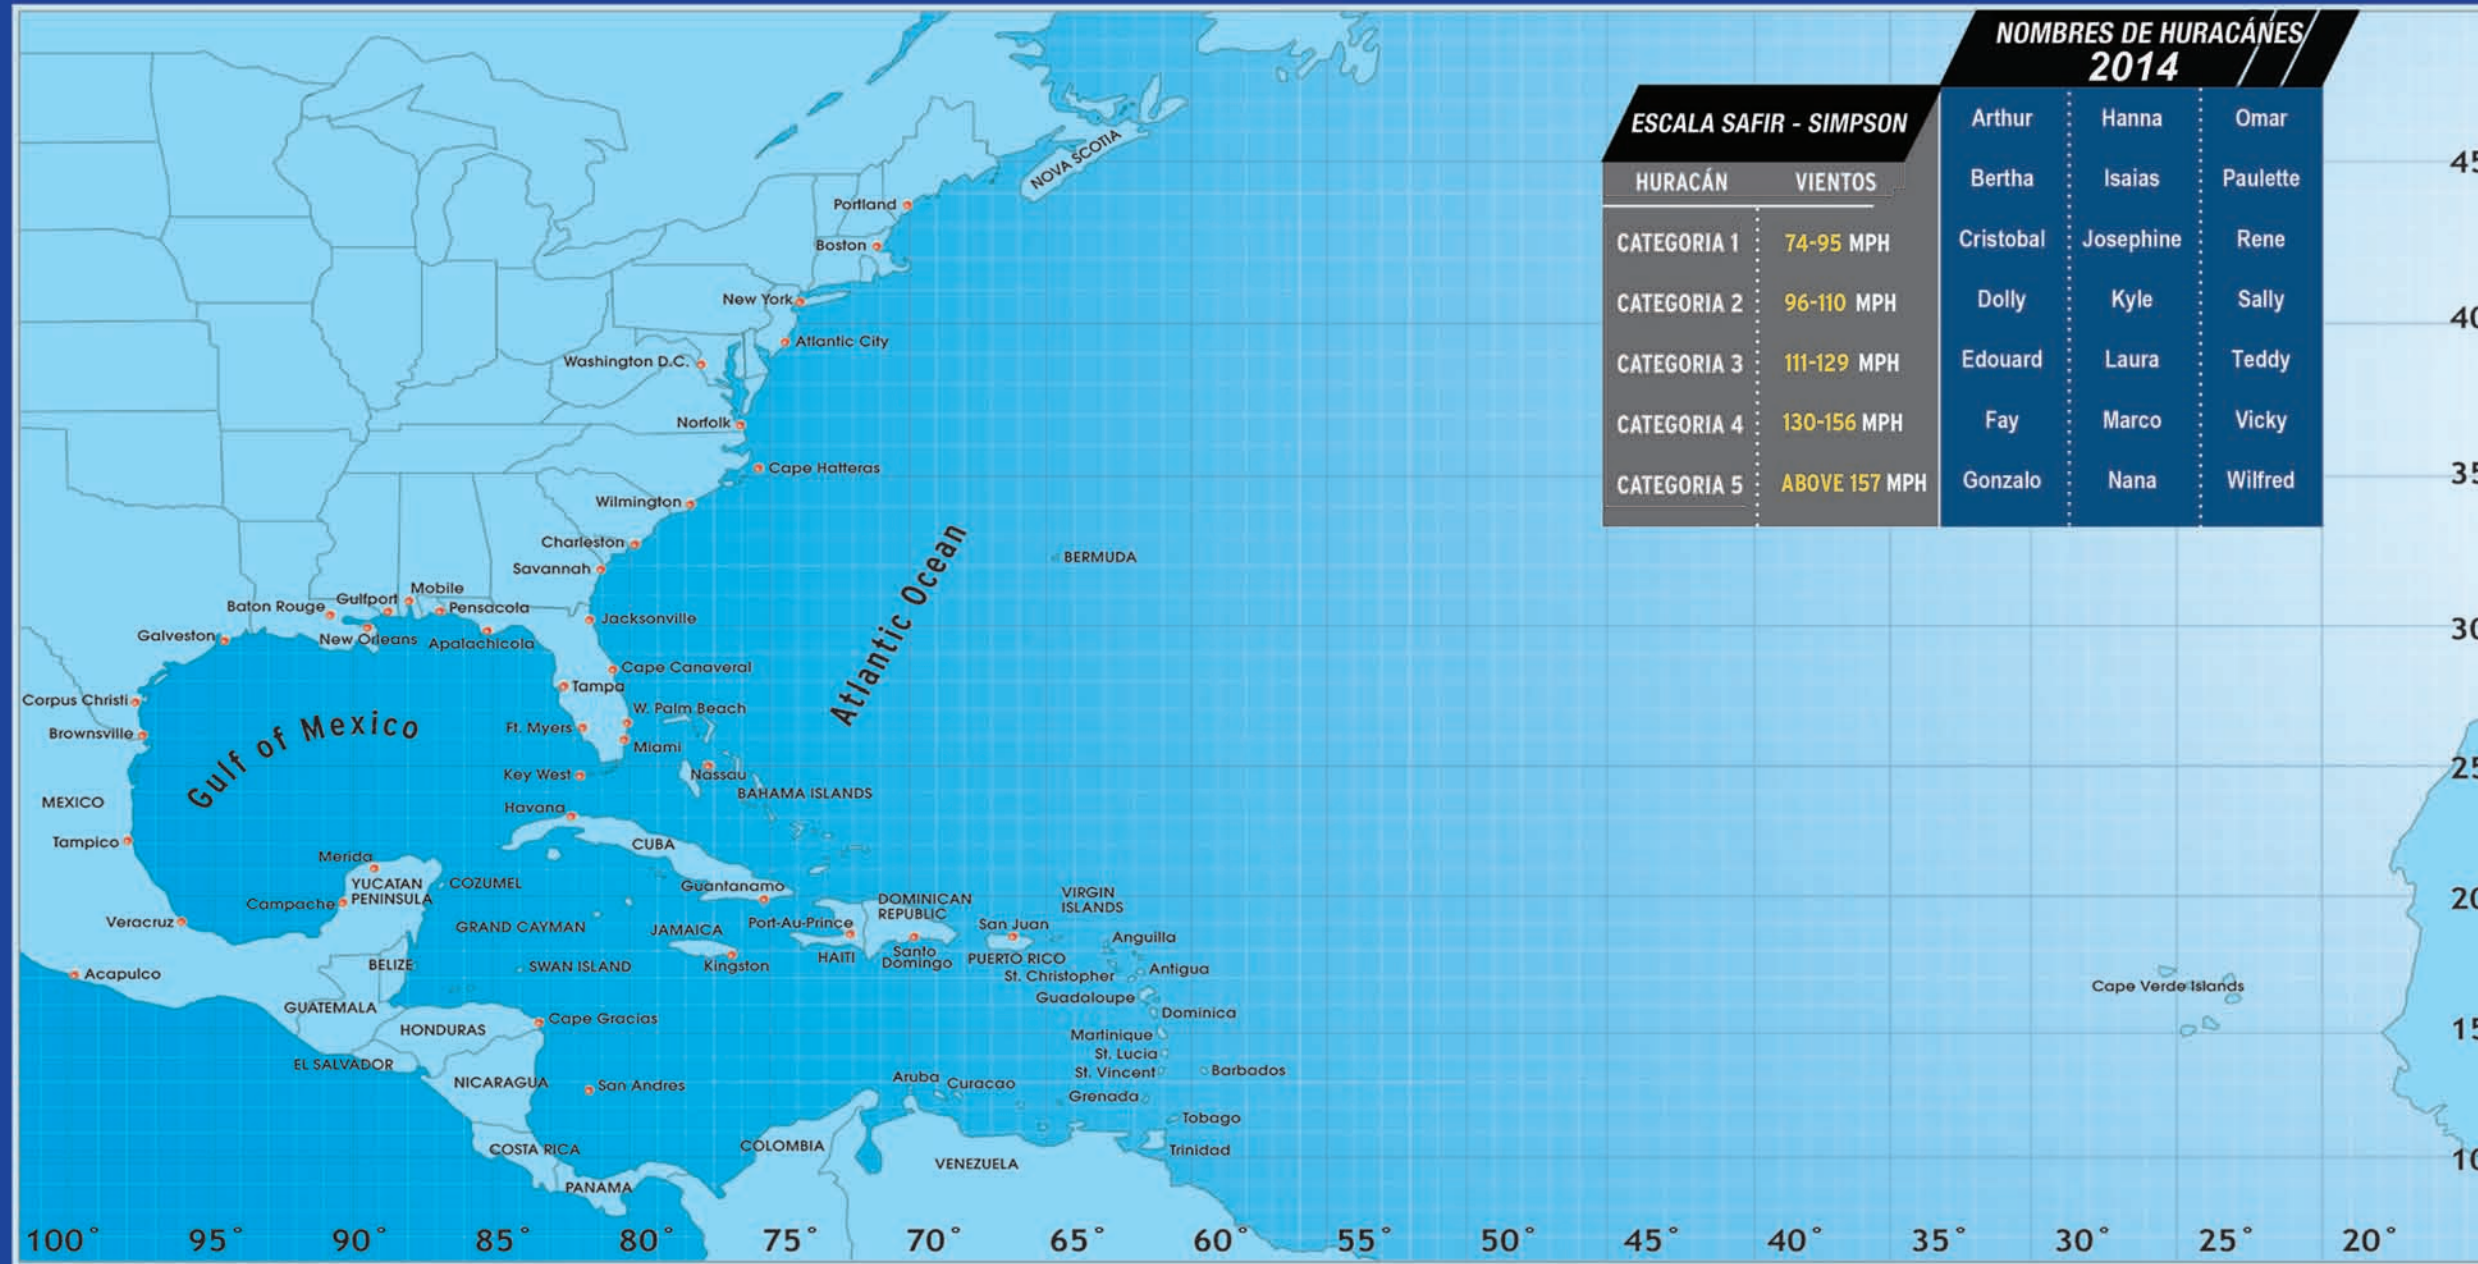 NOMBRES DE HURACÁNES
2014
ESCALA SAFIR - SIMPSON
HURACÁN VIENTOS
CATEGORIA 1 74-95 MPH
CATEGORIA 2 96-110 MPH
CATEGORIA 3 111-129 MPH
CATEGORIA 4 130-156 MPH
CATEGORIA 5 ABOVE 157 MPH
Arthur Hanna Omar
Bertha Isaias Paulette
Cristobal Josephine Rene
Dolly Kyle Sally
Edouard Laura Teddy
Fay Marco Vicky
Gonzalo Nana Wilfred
NOVA SCOTIA
Portland
Boston
New York
Atlantic City
Washington D.C.
Norfolk
Cape Hatteras
Wilmington
Charleston
Savannah
BERMUDA
Atlantic Ocean
Mobile
Gulfport
Baton Rouge
Pensacola
Jacksonville
Galveston
New Orleans
Apalachicola
Cape Canaveral
Tampa
Corpus Christi
W. Palm Beach
Ft. Myers
Brownsville
Gulf of Mexico
Miami
Key West
Nassau
BAHAMA ISLANDS
MEXICO
Havana
Tampico
CUBA
Merida
YUCATAN
PENINSULA
COZUMEL
Guantanamo
Campache
DOMINICAN
REPUBLIC
VIRGIN
ISLANDS
Veracruz
GRAND CAYMAN
JAMAICA
Port-Au-Prince
San Juan
Anguilla
HAITI
Santo
Domingo
PUERTO RICO
Kingston
BELIZE
SWAN ISLAND
Acapulco
St. Christopher
Antigua
Cape Verde Islands
Guadaloupe
GUATEMALA
Dominica
Cape Gracias
HONDURAS
Martinique
St. Lucia
EL SALVADOR
St. Vincent
Barbados
NICARAGUA
San Andres
Aruba
Curacao
Grenada
Tobago
COSTA RICA
COLOMBIA
Trinidad
VENEZUELA
PANAMA
45
40
35
30
25
20
15
10
100° 95° 90° 85° 80° 75° 70° 65° 60° 55° 50° 45° 40° 35° 30° 25° 20°